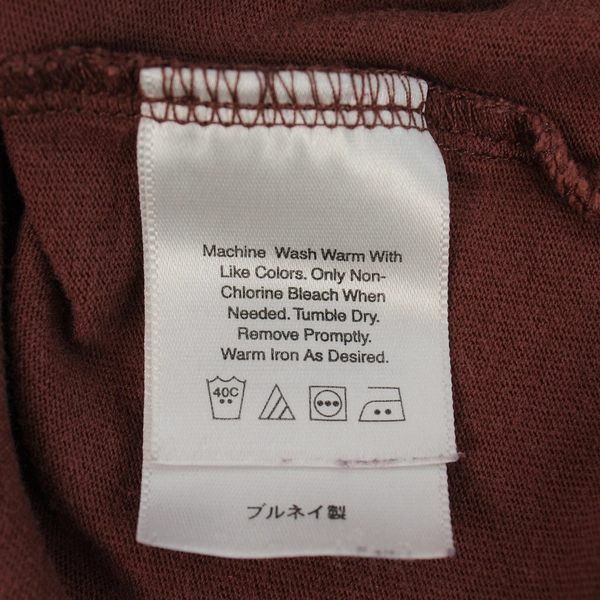 Machine Wash Warm With
Like Colors. Only Non-
Chlorine Bleach When
Needed. Tumble Dry.
Remove Promptly.
Warm Iron As Desired.
40C
ブルネイ製